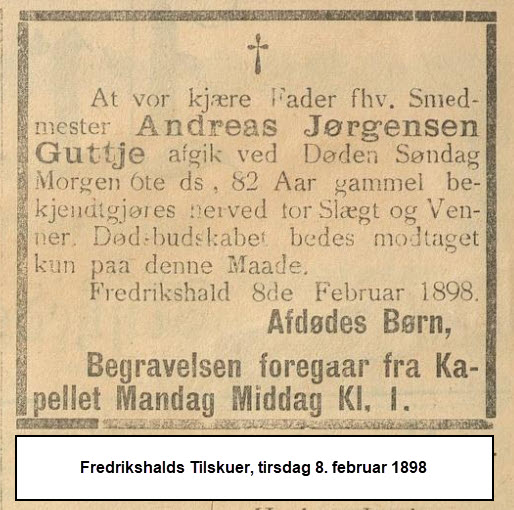 At vor kjære Fader fhv. Smed-
mester Andreas Jørgensen
Guttje afgik ved Døden Søndag
Morgen 6te ds, 82 Aar gammel be-
kjendtgjøres herved for Slægt og Ven-
ner. Dødsbudskabet bedes modtaget
kun paa denne Maade.
Fredrikshald 8de Februar 1898.
Afdødes Børn,
Begravelsen foregaar fra Ka-
pellet Mandag Middag Kl. 1.
Fredrikshalds Tilskuer, tirsdag 8. februar 1898